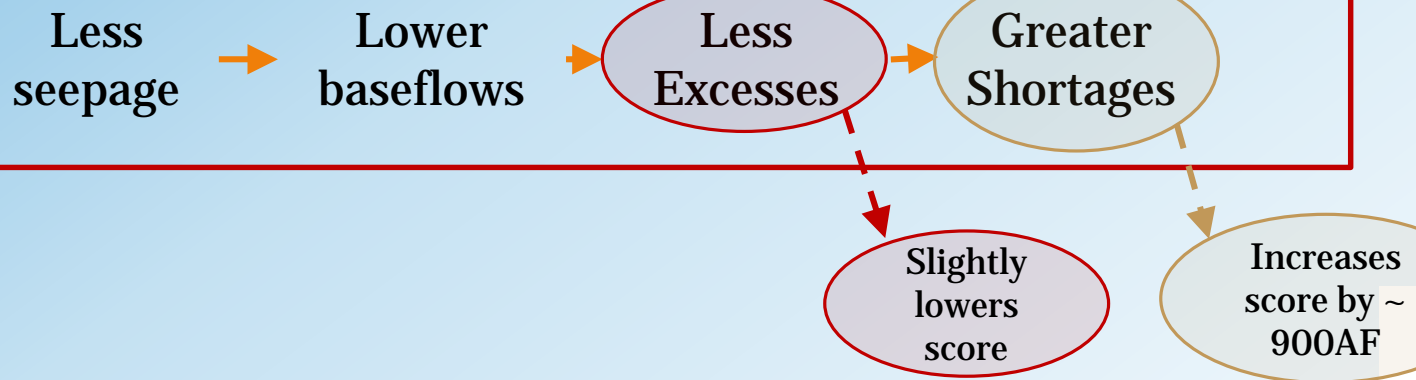 Less
seepage
Lower
baseflows
Less
Excesses
Greater
Shortages
Slightly
lowers
score
Increases
score by ~
900AF